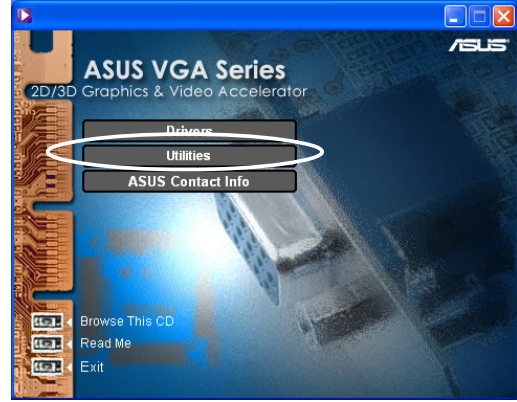 ASUS
ASUS VGA Series
2D/3D Graphics & Video Accelerator
Drivers
Utilities
ASUS Contact Info
Browse This CD
Read Me
Exit